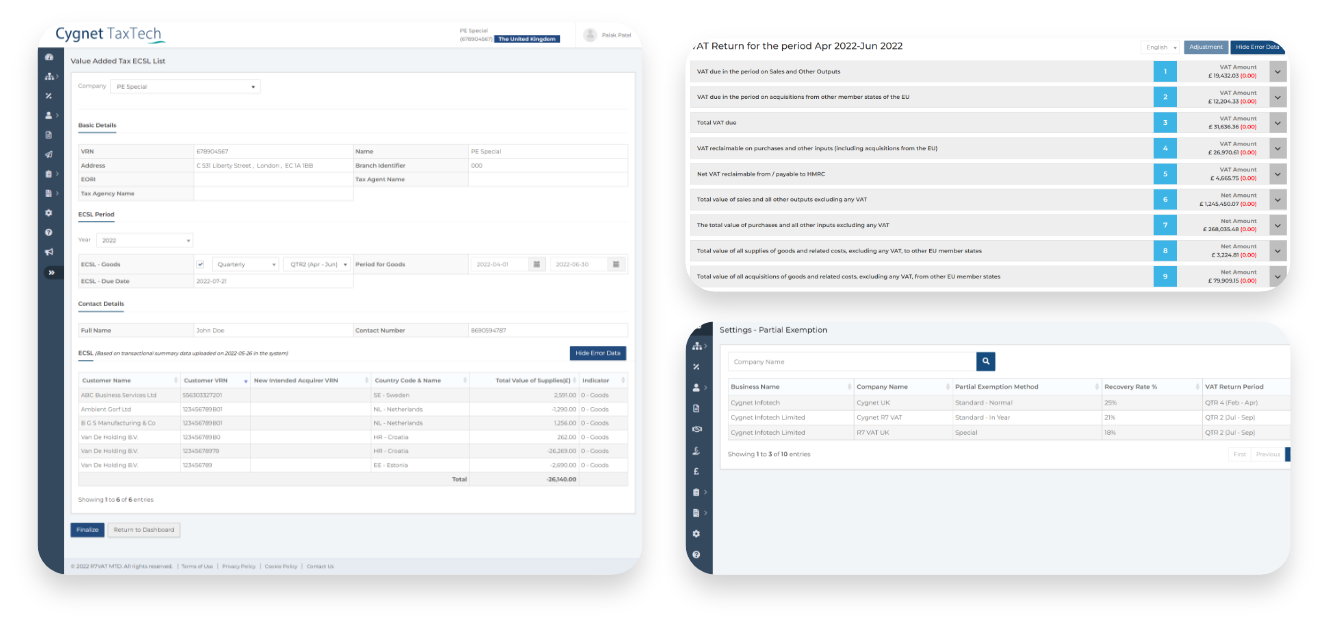 Cygnet TaxTech
PE Special
(678904567) The United Kingdom
Palak Patel
Value Added Tax ECSL List
Company PE Special
Basic Details
VRN 678904567 Name PE Special
Address C 531 Liberty Street , London , EC 1A 1BB Branch Identifier 000
EORI Tax Agent Name
Tax Agency Name
ECSL Period
Year 2022
ECSL - Goods Quarterly QTR2 (Apr - Jun) Period for Goods 2022-04-01 2022-06-30
ECSL - Due Date 2022-07-21
Contact Details
Full Name John Doe Contact Number 8690594787
ECSL (Based on transactional-summary data uploaded on 2022-05-26 in the system) Hide Error Data
Customer Name Customer VRN New Intended Acquirer VRN Country Code & Name Total Value of Supplies(£) Indicator
ABC Business Services Ltd 556303327201 SE - Sweden 2,591.00 0 - Goods
Ambient Gorf Ltd 123456789B01 NL - Netherlands -1,290.00 0 - Goods
B G S Manufacturing & Co 123456789B01 NL - Netherlands 1,256.00 0 - Goods
Van De Holding B.V. 123456789B0 HR - Croatia 262.00 0 - Goods
Van De Holding B.V. 12345678978 HR - Croatia -26,269.00 0 - Goods
Van De Holding B.V. 123456789 EE - Estonia -2,690.00 0 - Goods
Total -26,140.00
Showing 1 to 6 of 6 entries
Finalize Return to Dashboard
© 2022 R7VAT MTD. All rights reserved. | Terms of Use | Privacy Policy | Cookie Policy | Contact Us
AT Return for the period Apr 2022-Jun 2022 English Adjustment Hide Error Data
VAT due in the period on Sales and Other Outputs 1 VAT Amount
£ 19,432.03 (0.00)
VAT due in the period on acquisitions from other member states of the EU 2 VAT Amount
£ 12,204.33 (0.00)
Total VAT due 3 VAT Amount
£ 31,636.36 (0.00)
VAT reclaimable on purchases and other inputs (including acquisitions from the EU) 4 VAT Amount
£ 26,970.61 (0.00)
Net VAT reclaimable from / payable to HMRC 5 VAT Amount
£ 4,665.75 (0.00)
Total value of sales and all other outputs excluding any VAT 6 Net Amount
£ 1,245,450.07 (0.00)
The total value of purchases and all other inputs excluding any VAT 7 Net Amount
£ 268,035.48 (0.00)
Total value of all supplies of goods and related costs, excluding any VAT, to other EU member states 8 Net Amount
£ 3,224.81 (0.00)
Total value of all acquisitions of goods and related costs, excluding any VAT, from other EU member states 9 Net Amount
£ 79,909.15 (0.00)
Settings - Partial Exemption
Company Name
Business Name Company Name Partial Exemption Method Recovery Rate % VAT Return Period
Cygnet Infotech Cygnet UK Standard - Normal 25% QTR 4 (Feb - Apr)
Cygnet Infotech Limited Cygnet R7 VAT Standard - In Year 21% QTR 2 (Jul - Sep)
Cygnet Infotech Limited R7 VAT UK Special 18% QTR 2 (Jul - Sep)
Showing 1 to 3 of 10 entries First Previous